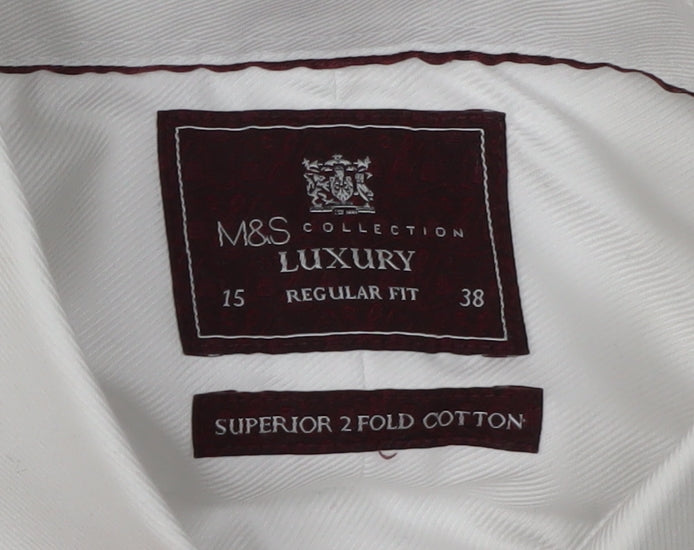 M&S COLLECTION
LUXURY
15 REGULAR FIT 38
SUPERIOR 2 FOLD COTTON